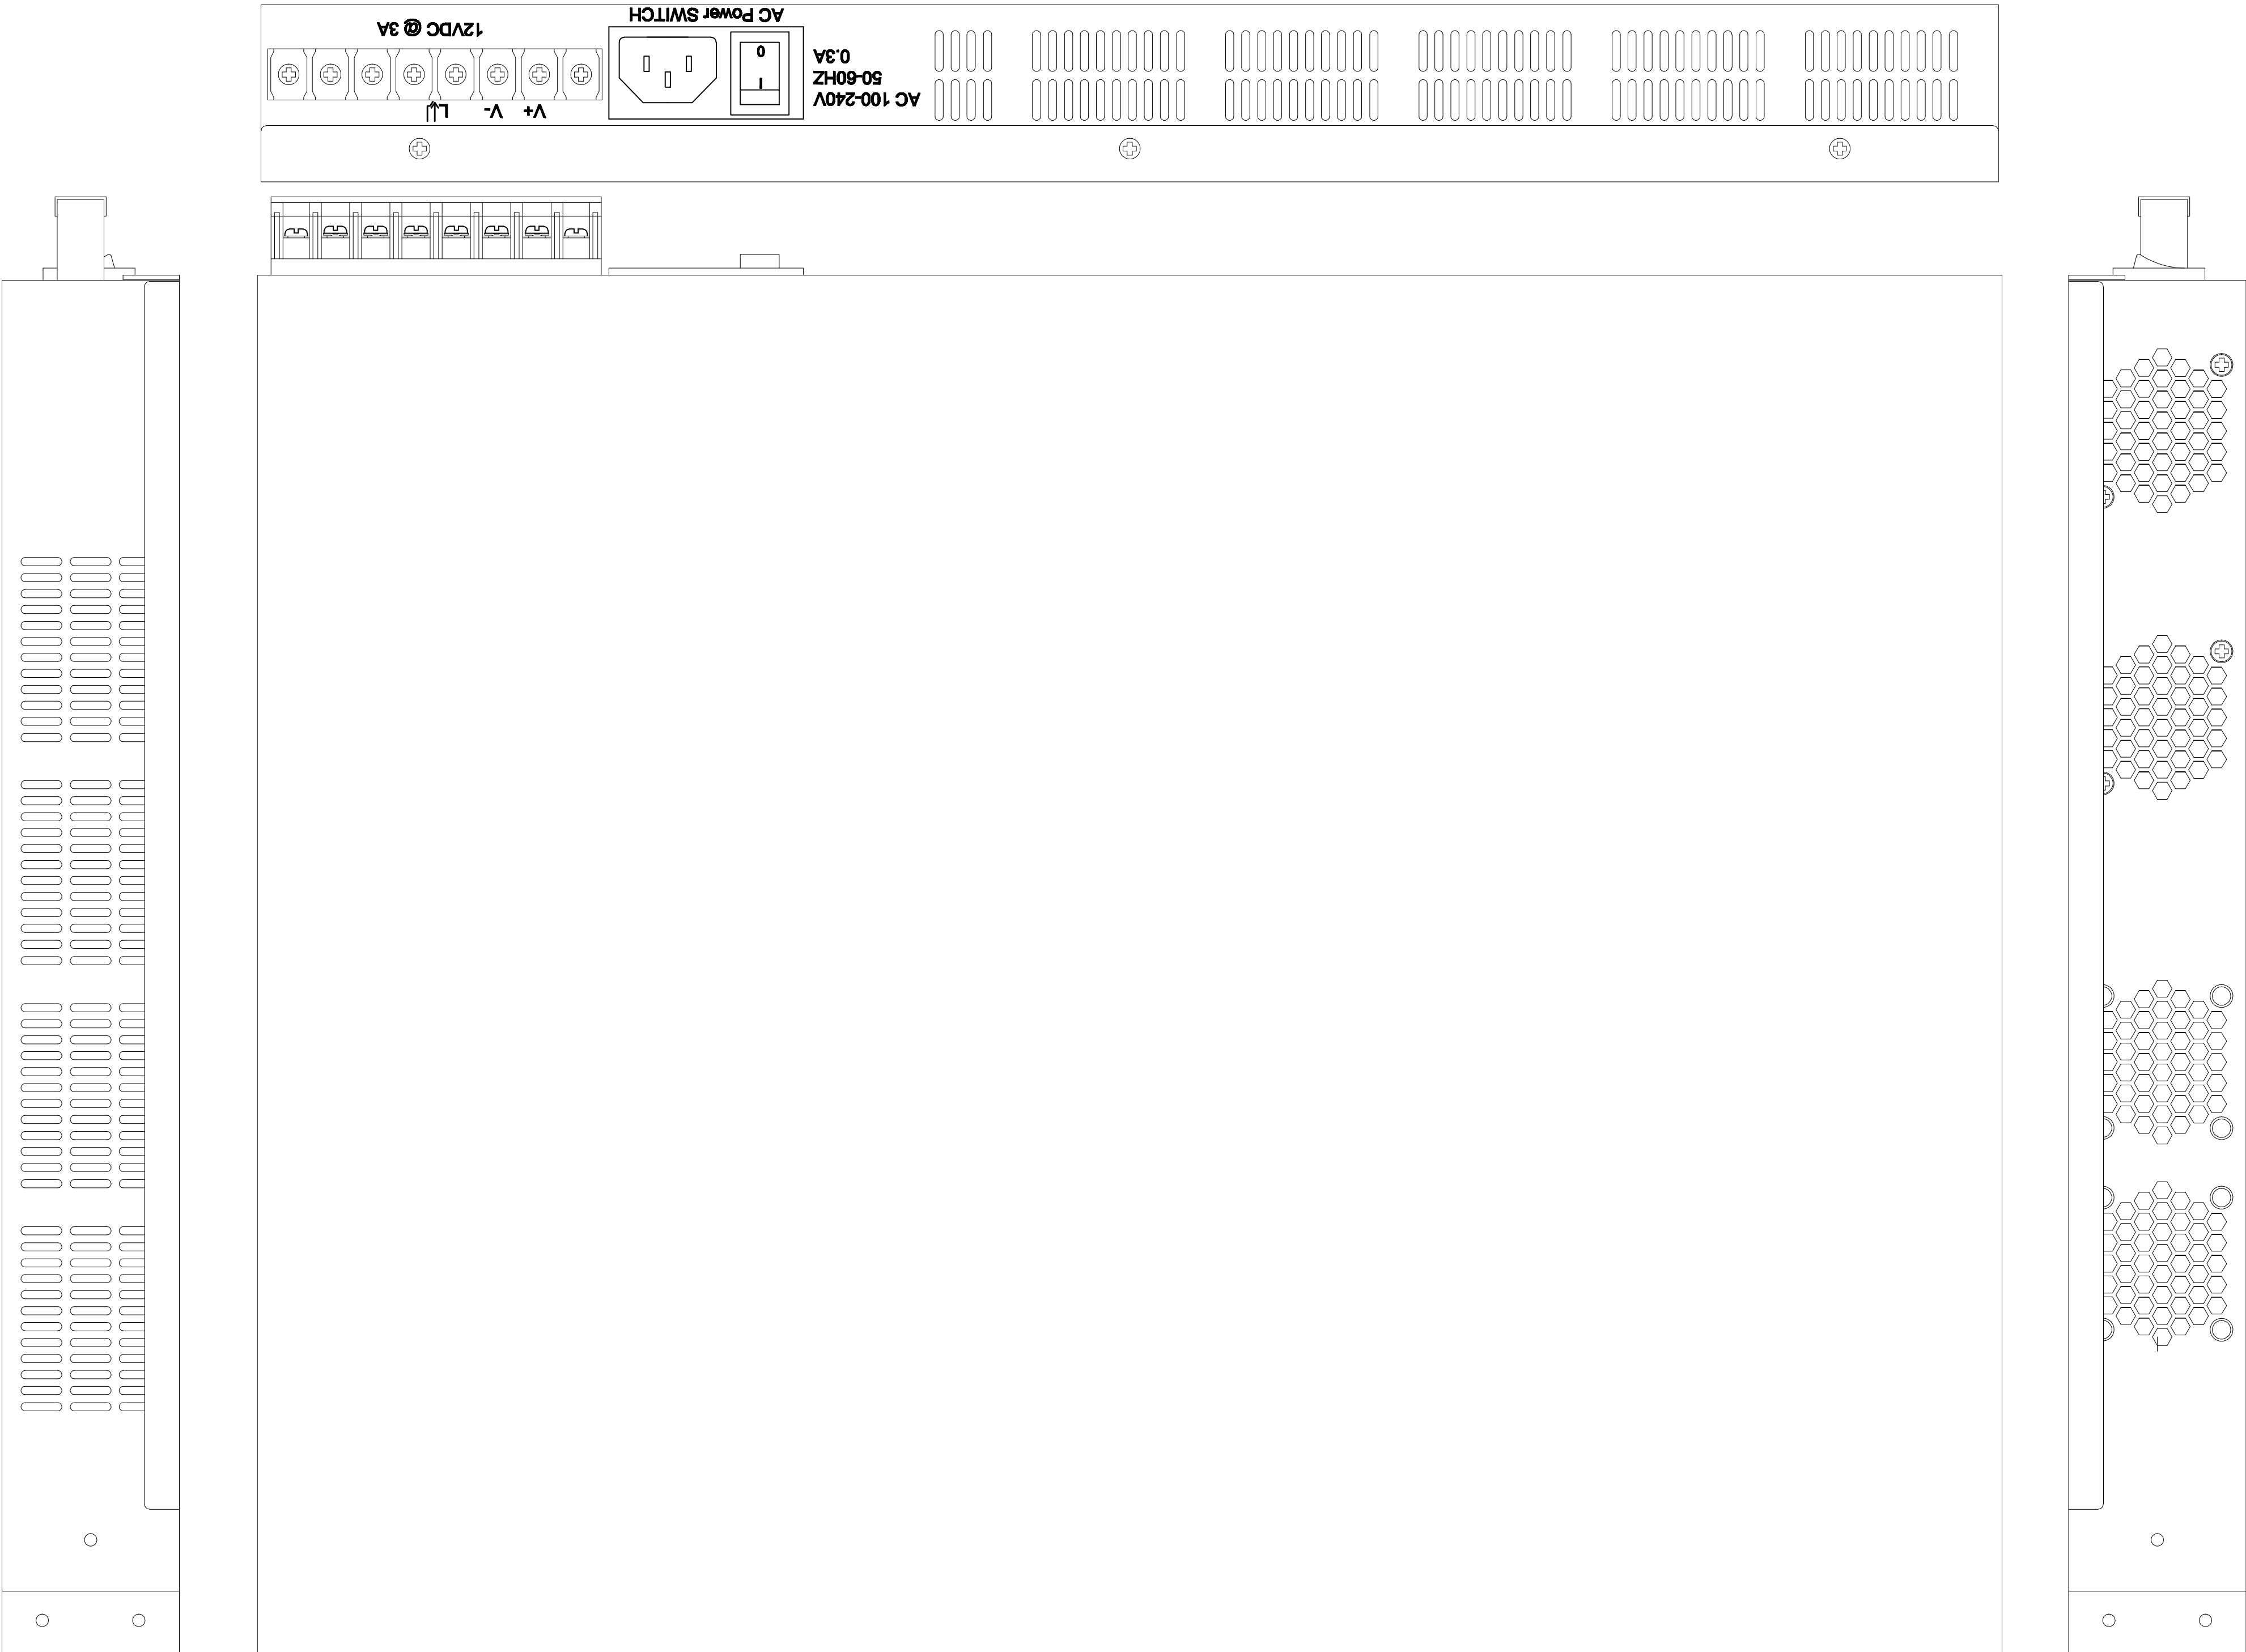 AC 100-240V
50-60HZ
0.3A
I
0
AC Power SWITCH
V+ V-
12VDC @ 3A